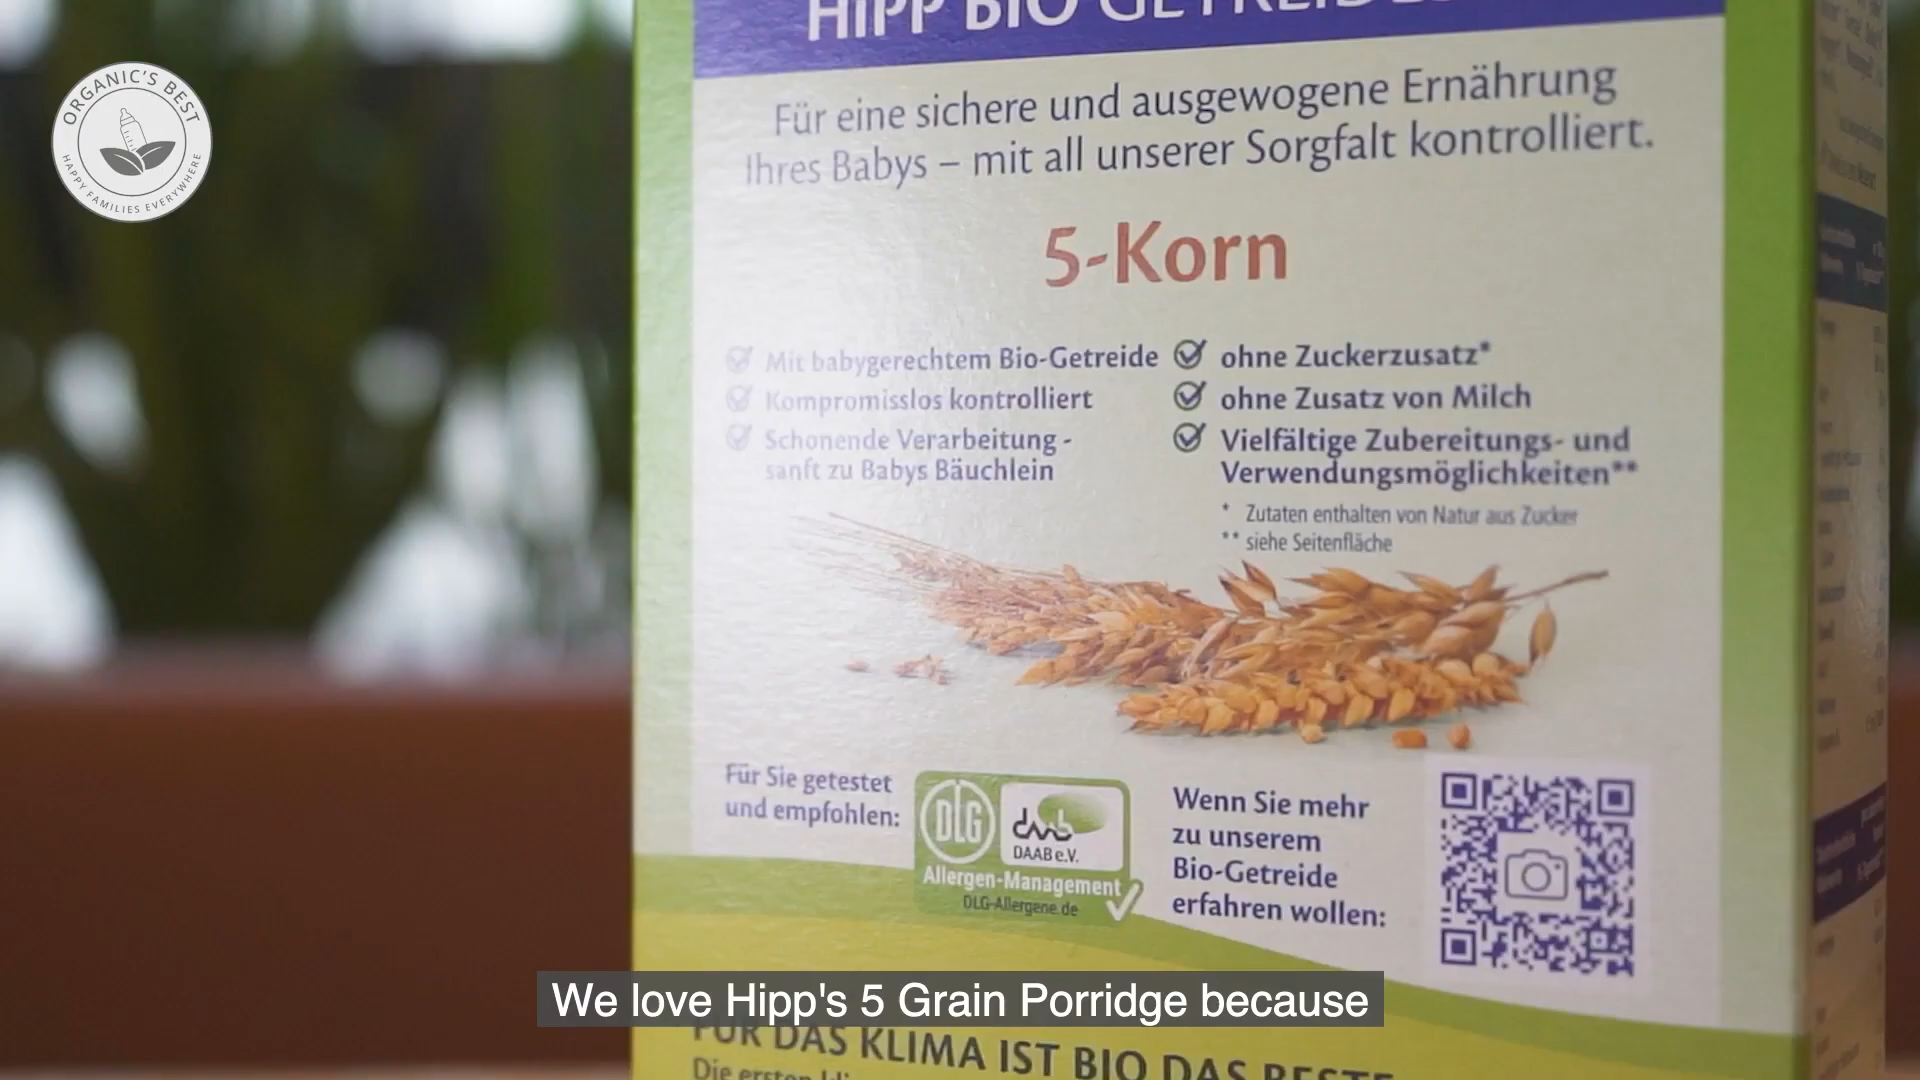 ORGANIC'S BEST
HAPPY FAMILIES EVERYWHERE
HiPP BIO
Für eine sichere und ausgewogene Ernährung
Ihres Babys – mit all unserer Sorgfalt kontrolliert.
5-Korn
Mit babygerechtem Bio-Getreide
Kompromisslos kontrolliert
Schonende Verarbeitung -
sanft zu Babys Bäuchlein
ohne Zuckerzusatz*
ohne Zusatz von Milch
Vielfältige Zubereitungs- und
Verwendungsmöglichkeiten**
* Zutaten enthalten von Natur aus Zucker
** siehe Seitenfläche
Für Sie getestet
und empfohlen:
DLG
DAAB e.V.
Allergen-Management
DLG-Allergene.de
Wenn Sie mehr
zu unserem
Bio-Getreide
erfahren wollen:
We love Hipp's 5 Grain Porridge because
FÜR DAS KLIMA IST BIO DAS BESTE
Die ersten